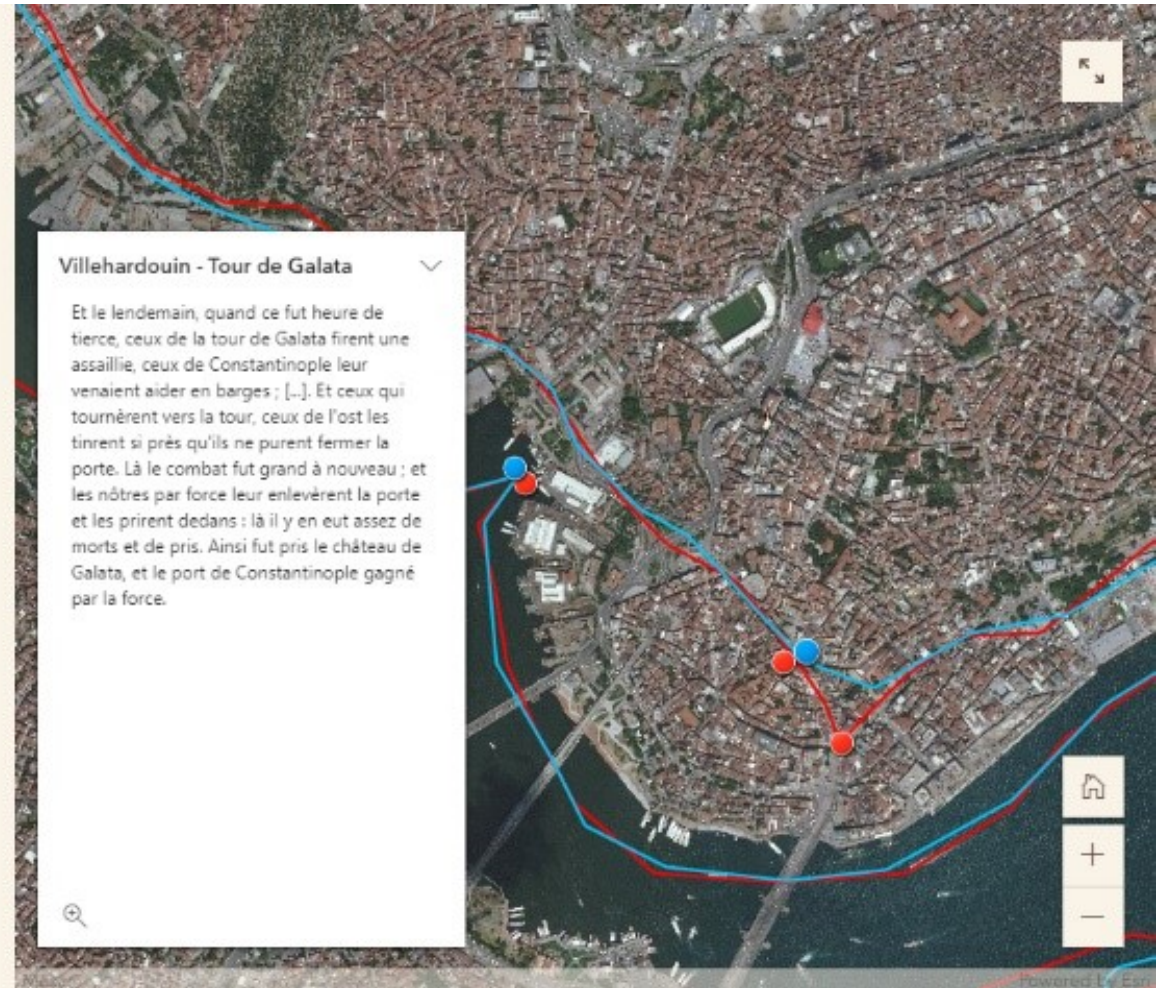 Villehardouin - Tour de Galata
Et le lendemain, quand ce fut heure de
tierce, ceux de la tour de Galata firent une
assaillie, ceux de Constantinople leur
venaient aider en barges ; [...]. Et ceux qui
tournèrent vers la tour, ceux de l'ost les
tinrent si près qu'ils ne purent fermer la
porte. Là le combat fut grand à nouveau ; et
les nôtres par force leur enlevèrent la porte
et les prirent dedans : là il y en eut assez de
morts et de pris. Ainsi fut pris le château de
Galata, et le port de Constantinople gagné
par la force.
Powered by Esri